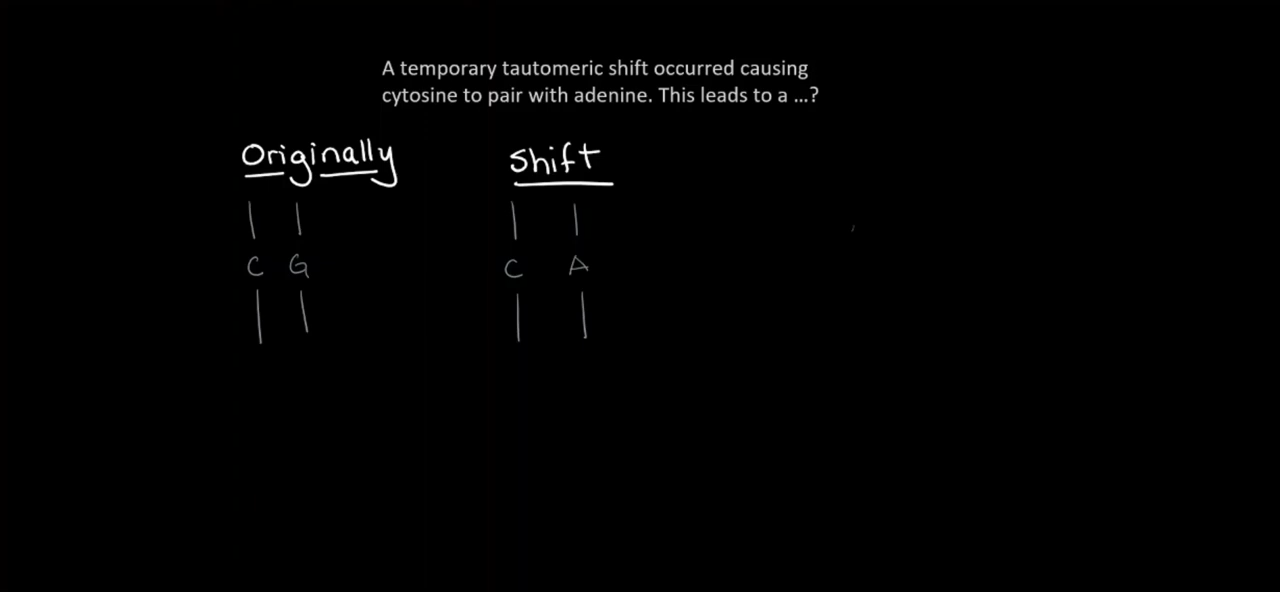 A temporary tautomeric shift occurred causing
cytosine to pair with adenine. This leads to a ...?
Originally shift
C G C A